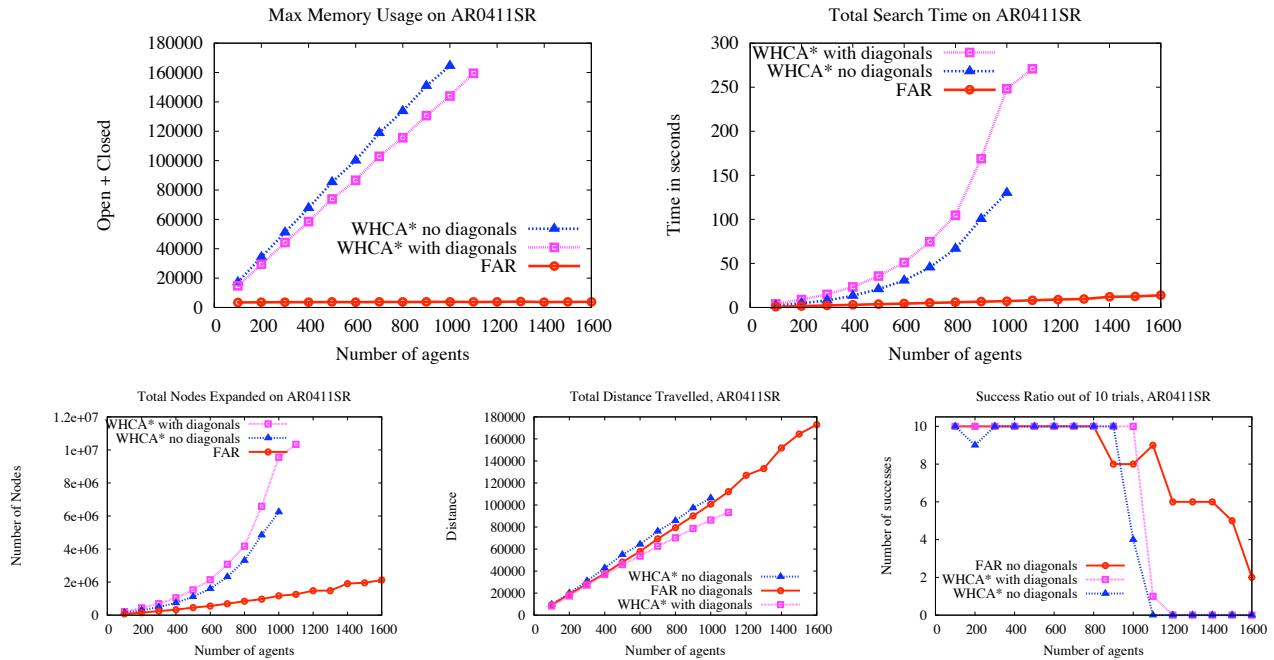 Max Memory Usage on AR0411SR
180000
160000
140000
120000
100000
80000
60000
40000
20000
0
Open + Closed
WHCA* no diagonals
WHCA* with diagonals
FAR
0 200 400 600 800 1000 1200 1400 1600
Number of agents
Total Search Time on AR0411SR
300
250
200
150
100
50
0
Time in seconds
WHCA* with diagonals
WHCA* no diagonals
FAR
0 200 400 600 800 1000 1200 1400 1600
Number of agents
Total Nodes Expanded on AR0411SR
1.2e+07
1e+07
8e+06
6e+06
4e+06
2e+06
0
Number of Nodes
WHCA* with diagonals
WHCA* no diagonals
FAR
0 200 400 600 800 1000 1200 1400 1600
Number of agents
Total Distance Travelled, AR0411SR
180000
160000
140000
120000
100000
80000
60000
40000
20000
0
Distance
WHCA* no diagonals
FAR no diagonals
WHCA* with diagonals
0 200 400 600 800 1000 1200 1400 1600
Number of agents
Success Ratio out of 10 trials, AR0411SR
10
8
6
4
2
0
Number of successes
FAR no diagonals
WHCA* with diagonals
WHCA* no diagonals
0 200 400 600 800 1000 1200 1400 1600
Number of agents